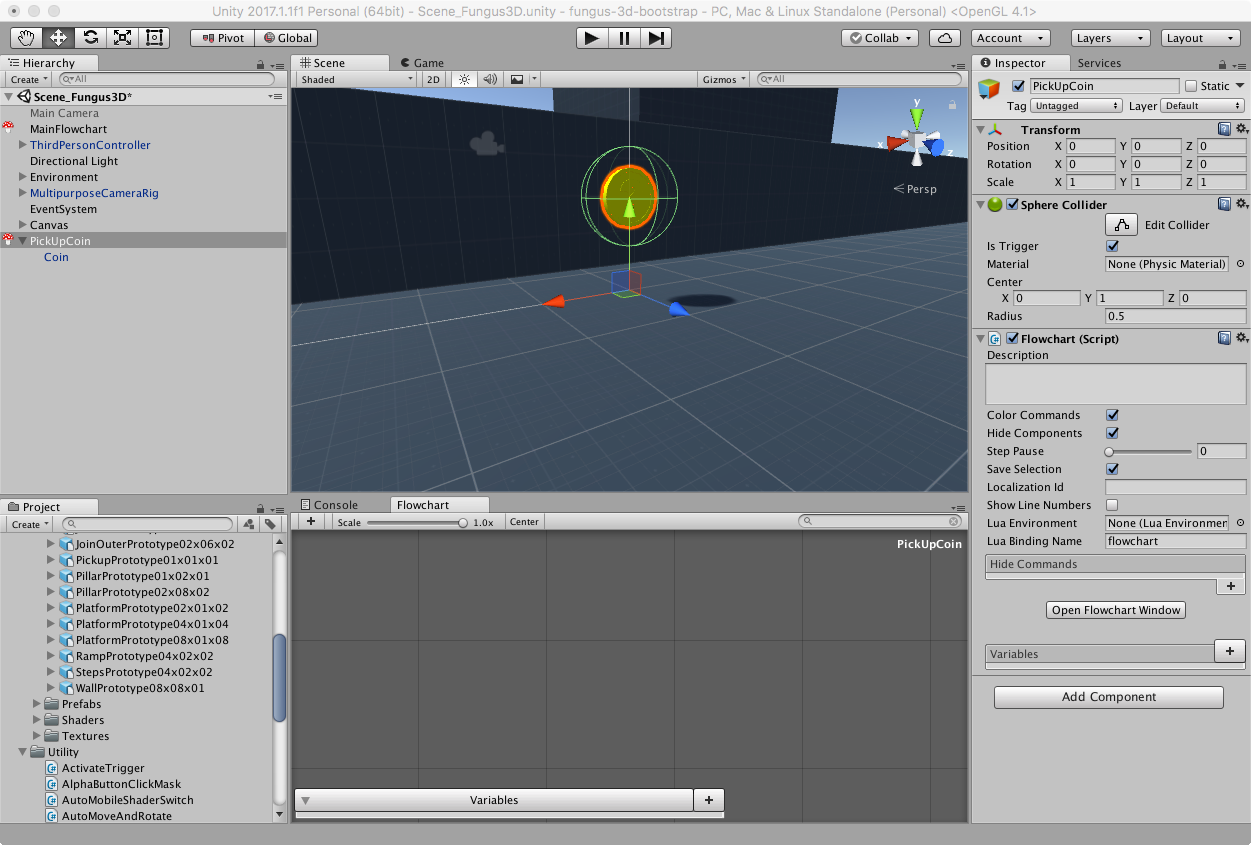 Unity 2017.1.1f1 Personal (64bit) - Scene_Fungus3D.unity - fungus-3d-bootstrap - PC, Mac & Linux Standalone (Personal) <OpenGL 4.1>
Pivot Global Collab Account Layers Layout
Hierarchy
Create All
Scene_Fungus3D*
Main Camera
MainFlowchart
ThirdPersonController
Directional Light
Environment
MultipurposeCameraRig
EventSystem
Canvas
PickUpCoin
Coin
Scene Game
Shaded 2D Gizmos All
y
x
z
Persp
Project
Create
JoinOuterPrototype02x06x02
PickupPrototype01x01x01
PillarPrototype01x02x01
PillarPrototype02x08x02
PlatformPrototype02x01x02
PlatformPrototype04x01x04
PlatformPrototype08x01x08
RampPrototype04x02x02
StepsPrototype04x02x02
WallPrototype08x08x01
Prefabs
Shaders
Textures
Utility
ActivateTrigger
AlphaButtonClickMask
AutoMobileShaderSwitch
AutoMoveAndRotate
Console Flowchart
+ Scale 1.0x Center
PickUpCoin
Variables +
Inspector Services
PickUpCoin Static
Tag Untagged Layer Default
Transform
Position X 0 Y 0 Z 0
Rotation X 0 Y 0 Z 0
Scale X 1 Y 1 Z 1
Sphere Collider
Edit Collider
Is Trigger
Material None (Physic Material)
Center
X 0 Y 1 Z 0
Radius 0.5
Flowchart (Script)
Description
Color Commands
Hide Components
Step Pause 0
Save Selection
Localization Id
Show Line Numbers
Lua Environment None (Lua Environmen
Lua Binding Name flowchart
Hide Commands
+
Open Flowchart Window
Variables +
Add Component